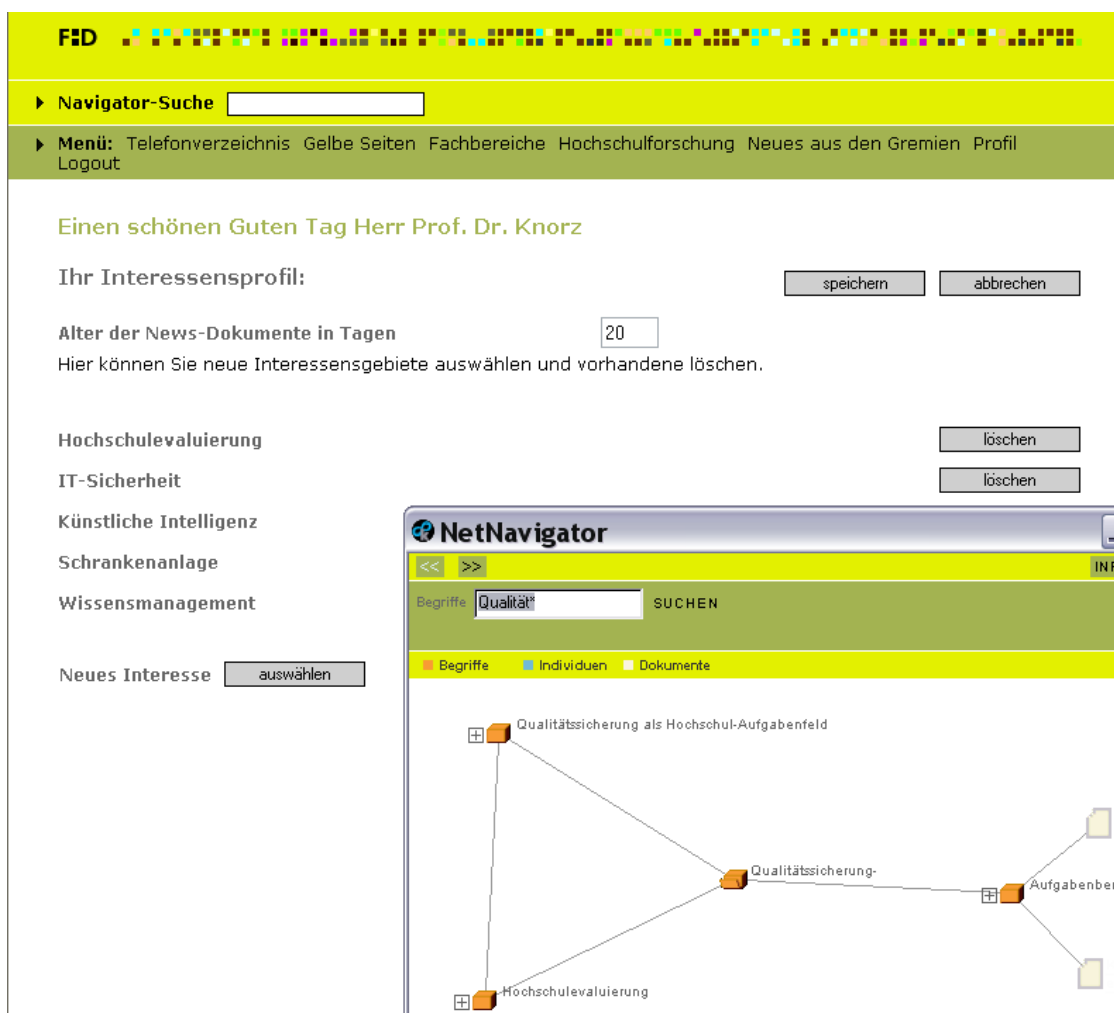 F:D
Navigator-Suche
Menü: Telefonverzeichnis Gelbe Seiten Fachbereiche Hochschulforschung Neues aus den Gremien Profil
Logout
Einen schönen Guten Tag Herr Prof. Dr. Knorz
Ihr Interessensprofil:
speichern abbrechen
Alter der News-Dokumente in Tagen 20
Hier können Sie neue Interessensgebiete auswählen und vorhandene löschen.
Hochschulevaluierung löschen
IT-Sicherheit löschen
Künstliche Intelligenz
Schrankenanlage
Wissensmanagement
Neues Interesse auswählen
NetNavigator
<< >>
Begriffe Qualität* SUCHEN
Begriffe Individuen Dokumente
Qualitätssicherung als Hochschul-Aufgabenfeld
Qualitätssicherung-
Hochschulevaluierung